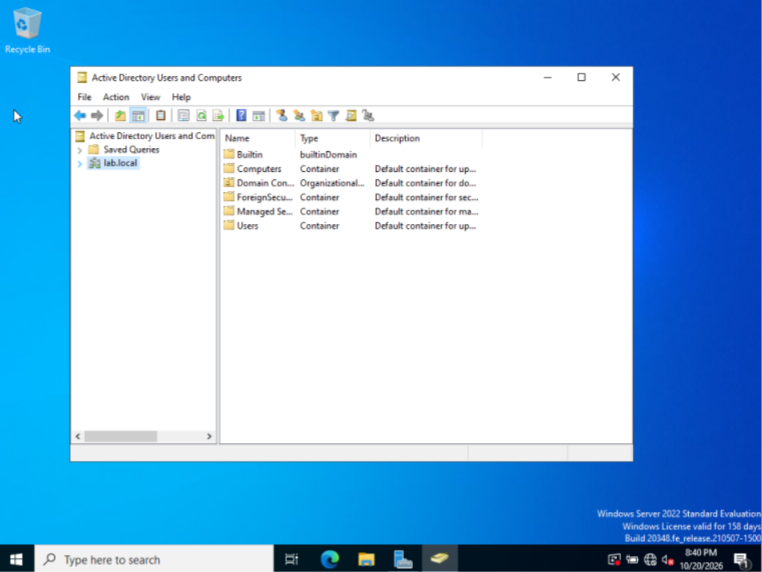 Recycle Bin
Active Directory Users and Computers
File Action View Help
Active Directory Users and Com
Saved Queries
lab.local
Name Type Description
Builtin builtinDomain
Computers Container Default container for up...
Domain Con... Organizational... Default container for do...
ForeignSecu... Container Default container for sec...
Managed Se... Container Default container for ma...
Users Container Default container for up...
Windows Server 2022 Standard Evaluation
Windows License valid for 158 days
Build 20348.fe_release.210507-1500
Type here to search
8:40 PM
10/20/2026
1